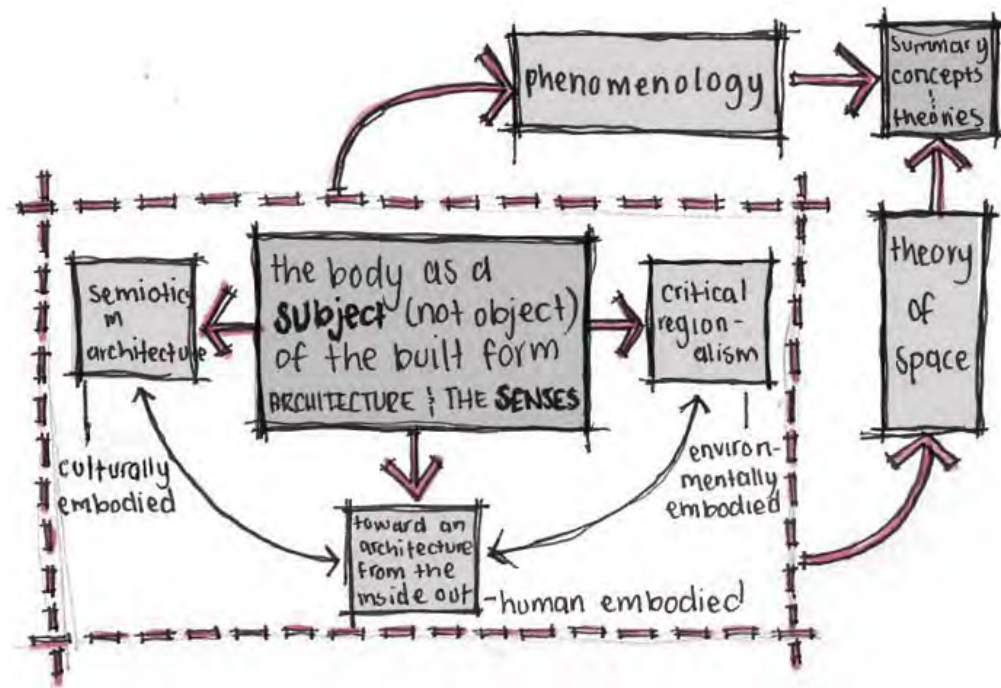 phenomenology
summary
concepts
&
theories
the body as a
SUBJECT (not object)
of the built form
ARCHITECTURE & THE SENSES
semiotics
in
architecture
critical
region-
alism
theory
of
space
culturally
embodied
environ-
mentally
embodied
toward an
architecture
from the
inside out
-human embodied